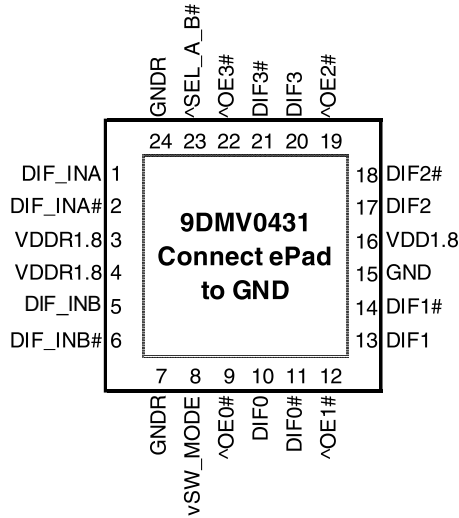 GNDR
^SEL_A_B#
^OE3#
DIF3#
DIF3
^OE2#
24 23 22 21 20 19
DIF_INA 1
DIF_INA# 2
VDDR1.8 3
VDDR1.8 4
DIF_INB 5
DIF_INB# 6
9DMV0431
Connect ePad
to GND
18 DIF2#
17 DIF2
16 VDD1.8
15 GND
14 DIF1#
13 DIF1
7 8 9 10 11 12
GNDR
vSW_MODE
^OE0#
DIF0
DIF0#
^OE1#